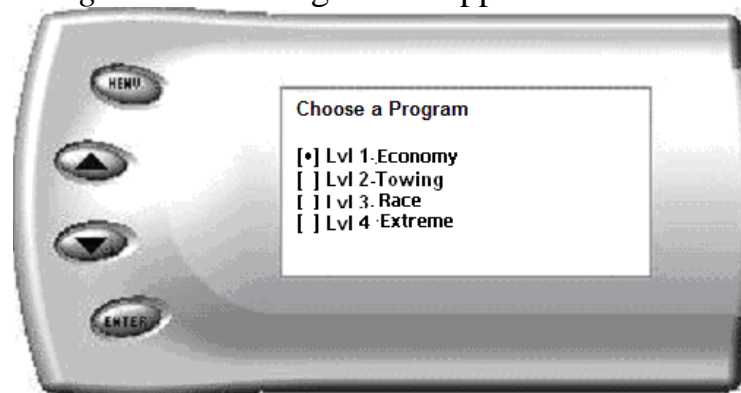 MENU
Choose a Program
[•] Lvl 1-Economy
[ ] Lvl 2-Towing
[ ] Lvl 3- Race
[ ] Lvl 4 -Extreme
ENTER